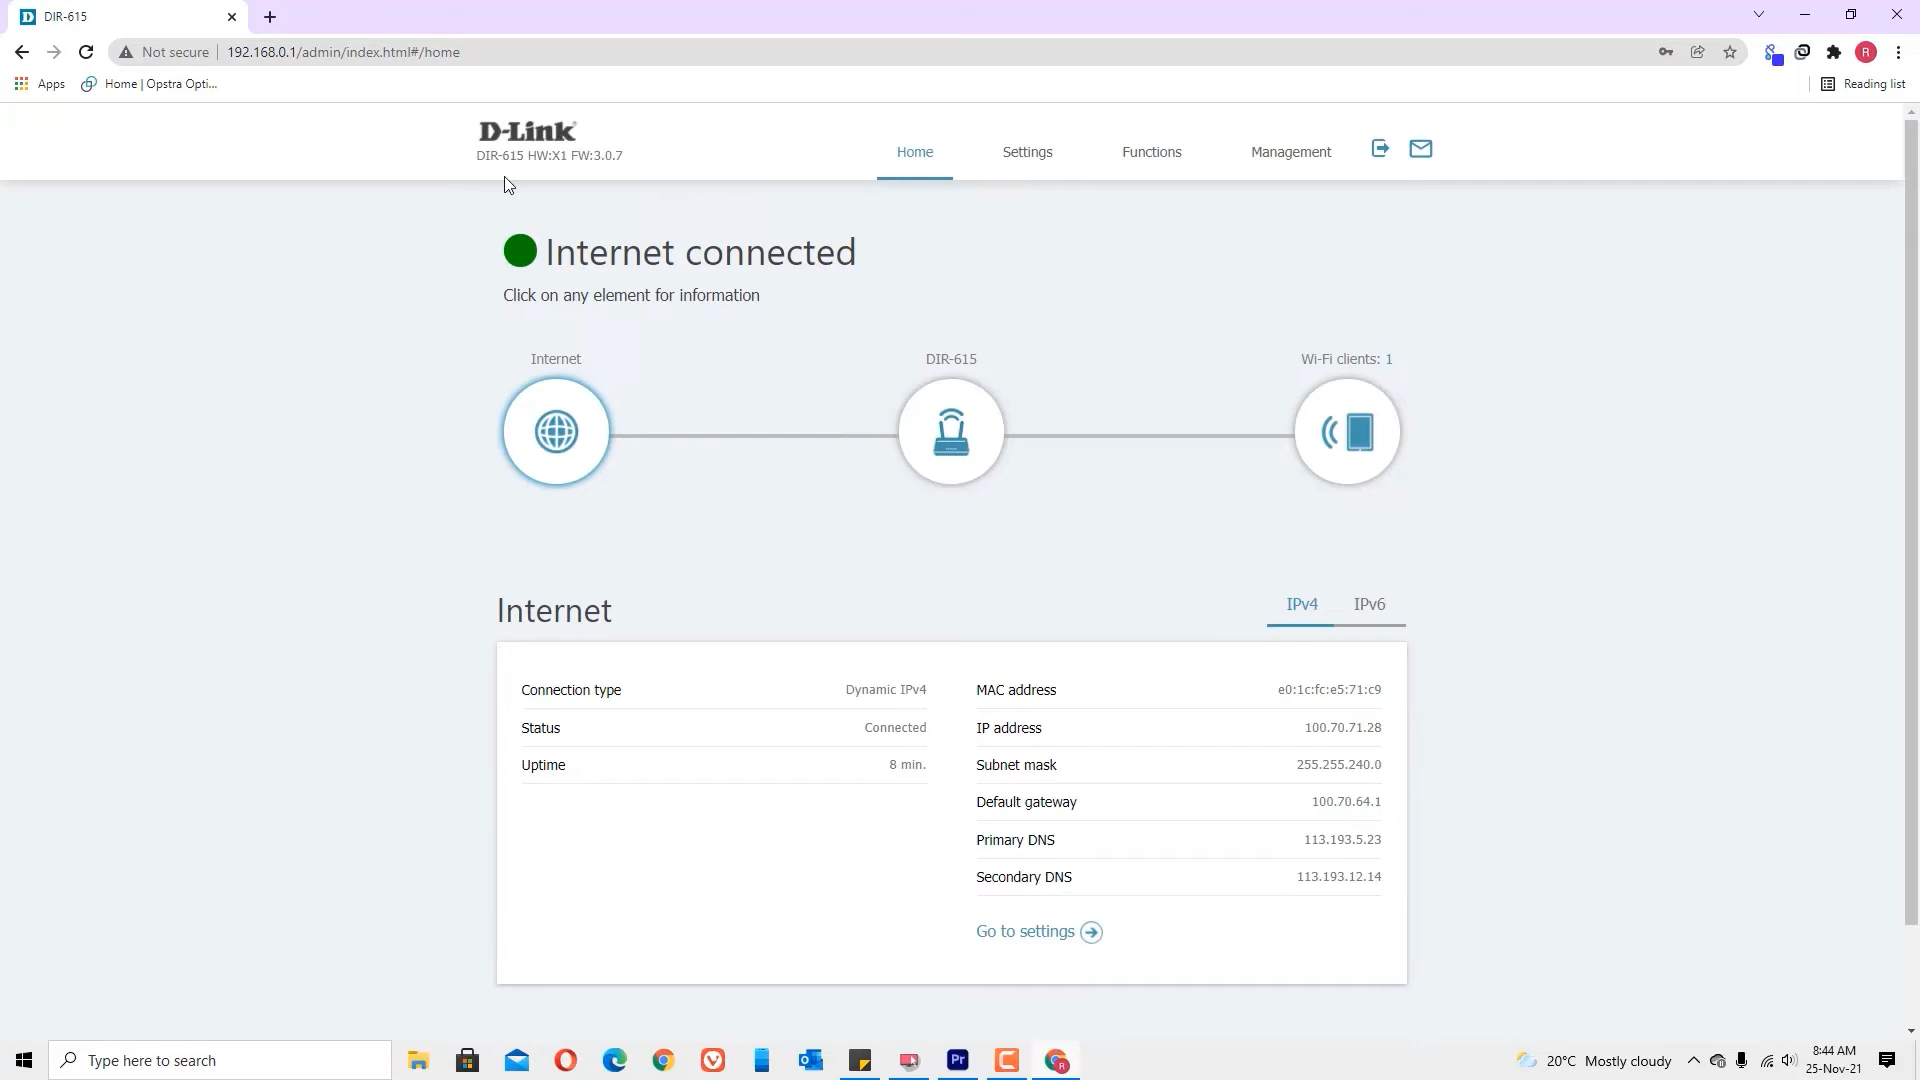 DIR-615
Not secure
192.168.0.1/admin/index.html#/home
R
Apps
Home | Opstra Opti...
Reading list
D-Link
DIR-615 HW:X1 FW:3.0.7
Home
Settings
Functions
Management
Internet connected
Click on any element for information
Internet
DIR-615
Wi-Fi clients: 1
Internet
IPv4
IPv6
Connection type Dynamic IPv4
Status Connected
Uptime 8 min.
MAC address e0:1c:fc:e5:71:c9
IP address 100.70.71.28
Subnet mask 255.255.240.0
Default gateway 100.70.64.1
Primary DNS 113.193.5.23
Secondary DNS 113.193.12.14
Go to settings
Type here to search
Pr
20°C Mostly cloudy
8:44 AM
25-Nov-21